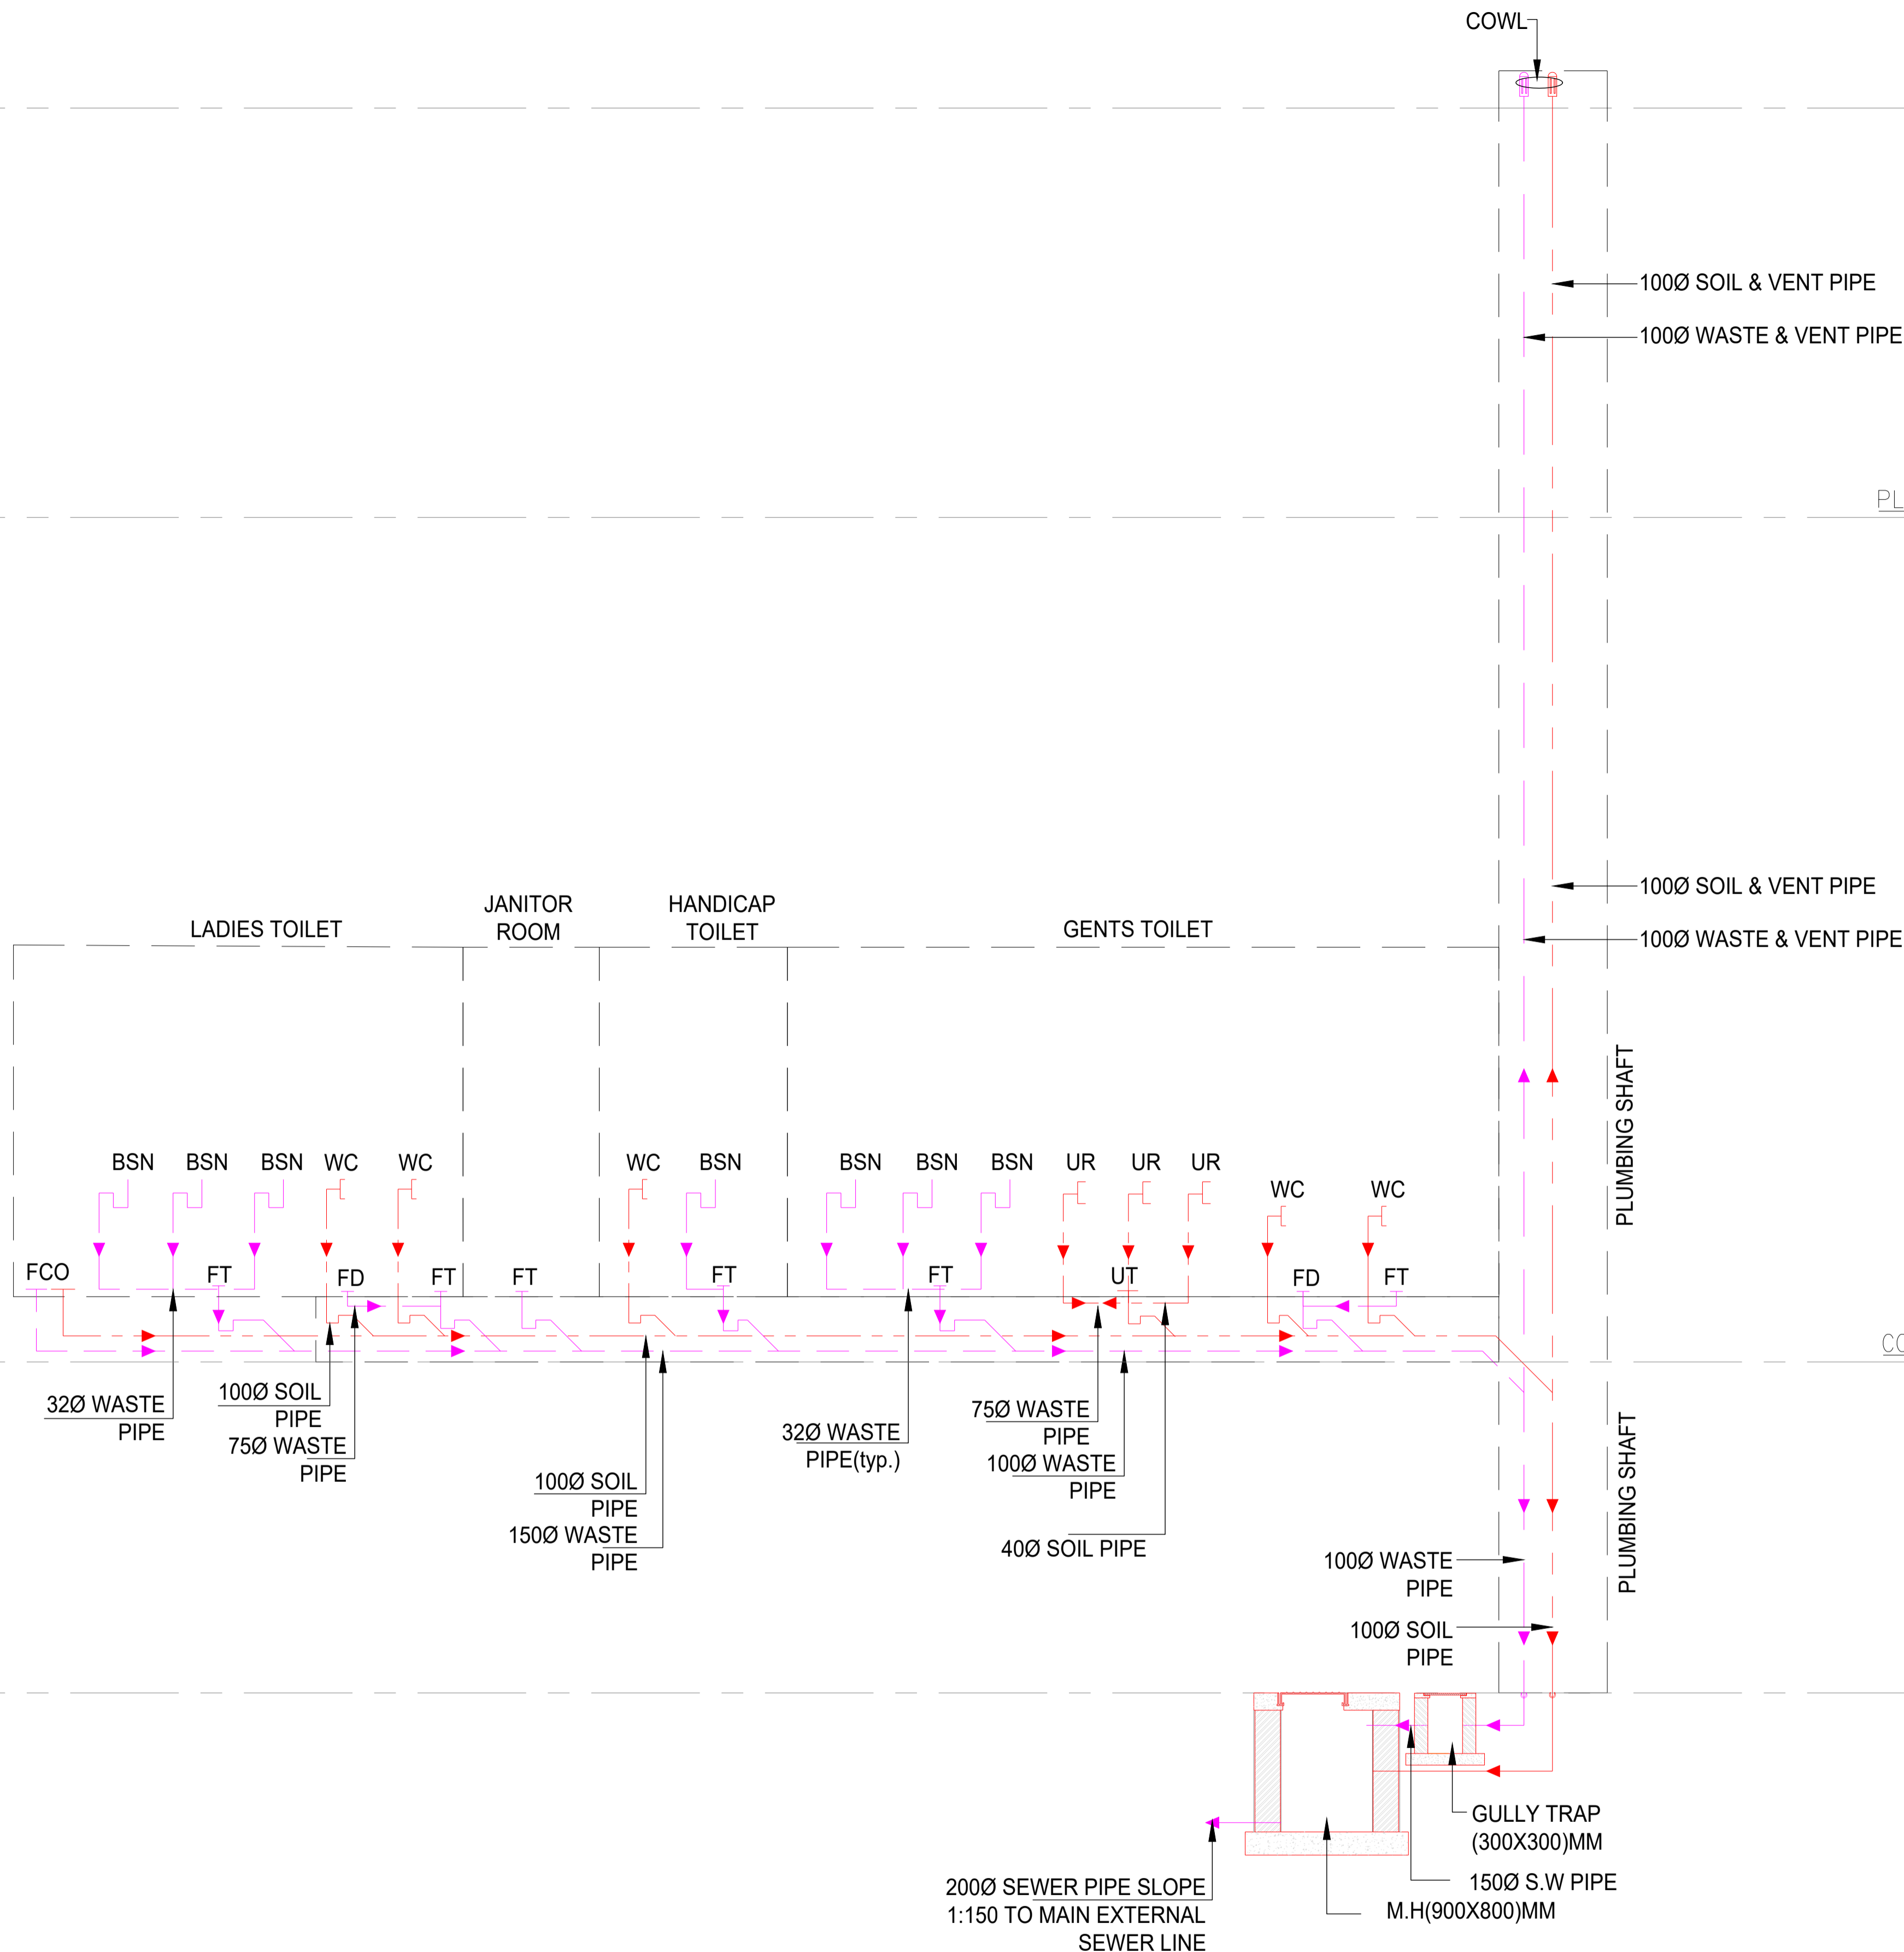 COWL
100Ø SOIL & VENT PIPE
100Ø WASTE & VENT PIPE
PL
100Ø SOIL & VENT PIPE
100Ø WASTE & VENT PIPE
LADIES TOILET
JANITOR
ROOM
HANDICAP
TOILET
GENTS TOILET
PLUMBING SHAFT
BSN BSN BSN WC WC WC BSN BSN BSN BSN UR UR UR
WC WC
FCO FT FD FT FT FT FT UT FD FT
CO
32Ø WASTE
PIPE
100Ø SOIL
PIPE
75Ø WASTE
PIPE
100Ø SOIL
PIPE
150Ø WASTE
PIPE
32Ø WASTE
PIPE(typ.)
75Ø WASTE
PIPE
100Ø WASTE
PIPE
40Ø SOIL PIPE
PLUMBING SHAFT
100Ø WASTE
PIPE
100Ø SOIL
PIPE
GULLY TRAP
(300X300)MM
150Ø S.W PIPE
M.H(900X800)MM
200Ø SEWER PIPE SLOPE
1:150 TO MAIN EXTERNAL
SEWER LINE